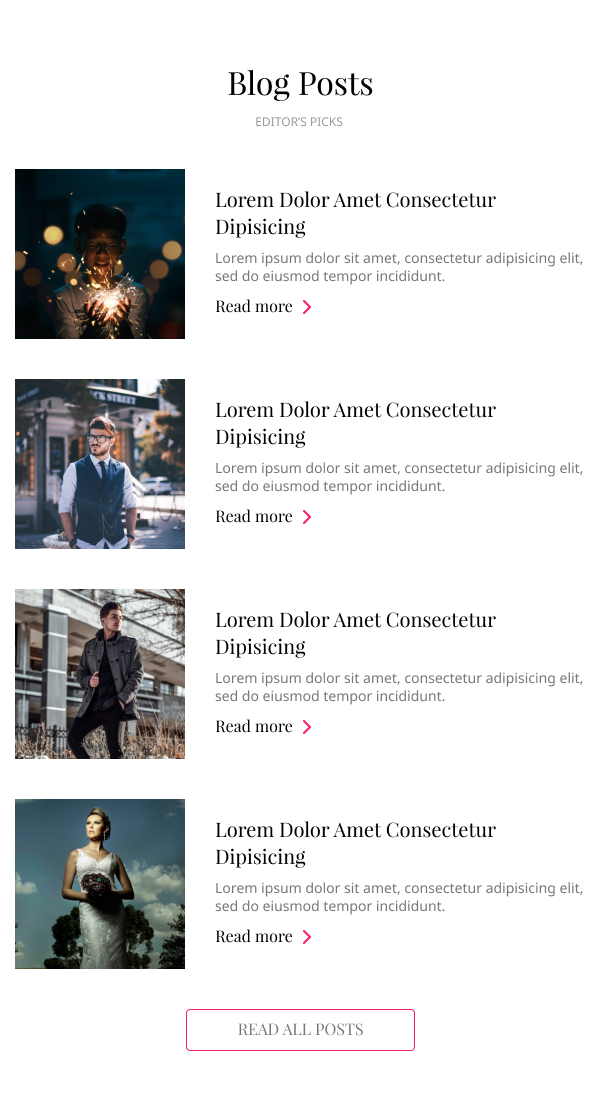 Blog Posts
EDITOR'S PICKS
Lorem Dolor Amet Consectetur
Dipisicing
Lorem ipsum dolor sit amet, consectetur adipisicing elit,
sed do eiusmod tempor incididunt.
Read more
CK STREET
Lorem Dolor Amet Consectetur
Dipisicing
Lorem ipsum dolor sit amet, consectetur adipisicing elit,
sed do eiusmod tempor incididunt.
Read more
Lorem Dolor Amet Consectetur
Dipisicing
Lorem ipsum dolor sit amet, consectetur adipisicing elit,
sed do eiusmod tempor incididunt.
Read more
Lorem Dolor Amet Consectetur
Dipisicing
Lorem ipsum dolor sit amet, consectetur adipisicing elit,
sed do eiusmod tempor incididunt.
Read more
READ ALL POSTS